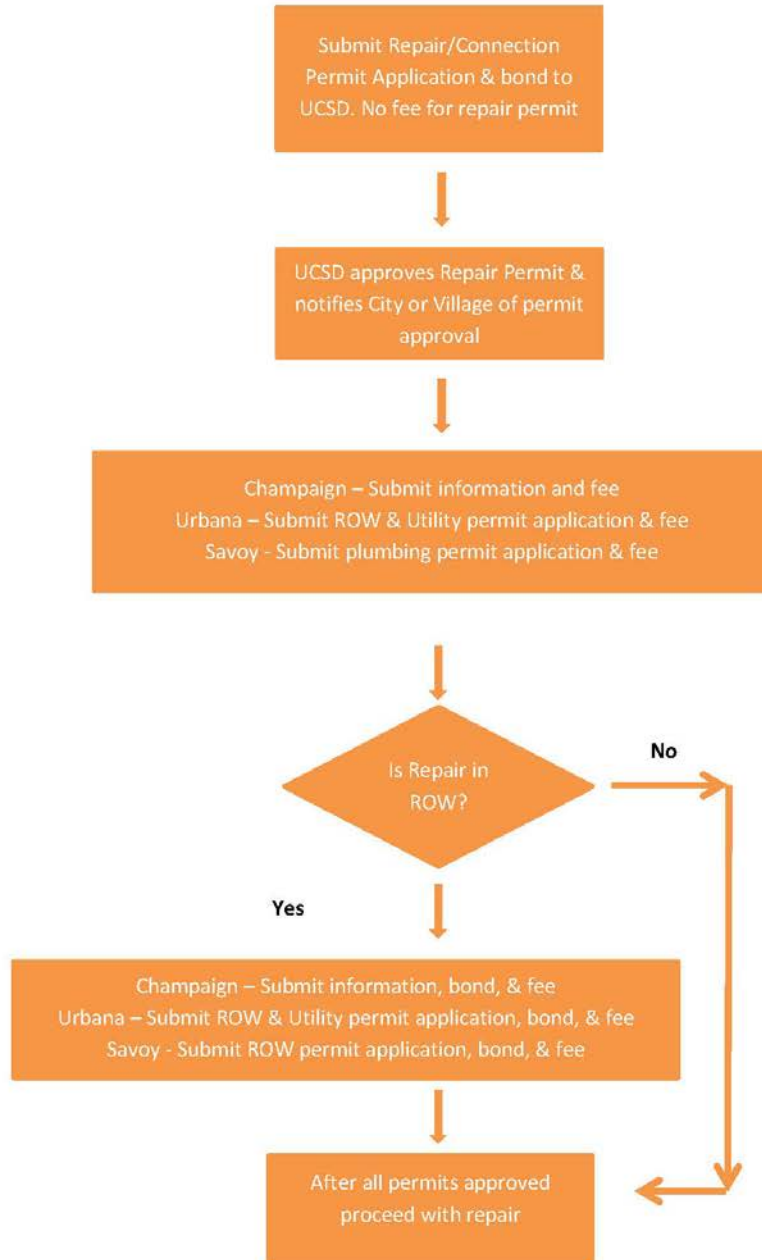 Submit Repair/Connection
Permit Application & bond to
UCSD. No fee for repair permit
UCSD approves Repair Permit &
notifies City or Village of permit
approval
Champaign – Submit information and fee
Urbana – Submit ROW & Utility permit application & fee
Savoy - Submit plumbing permit application & fee
Is Repair in
ROW?
No
Yes
Champaign – Submit information, bond, & fee
Urbana – Submit ROW & Utility permit application, bond, & fee
Savoy - Submit ROW permit application, bond, & fee
After all permits approved
proceed with repair